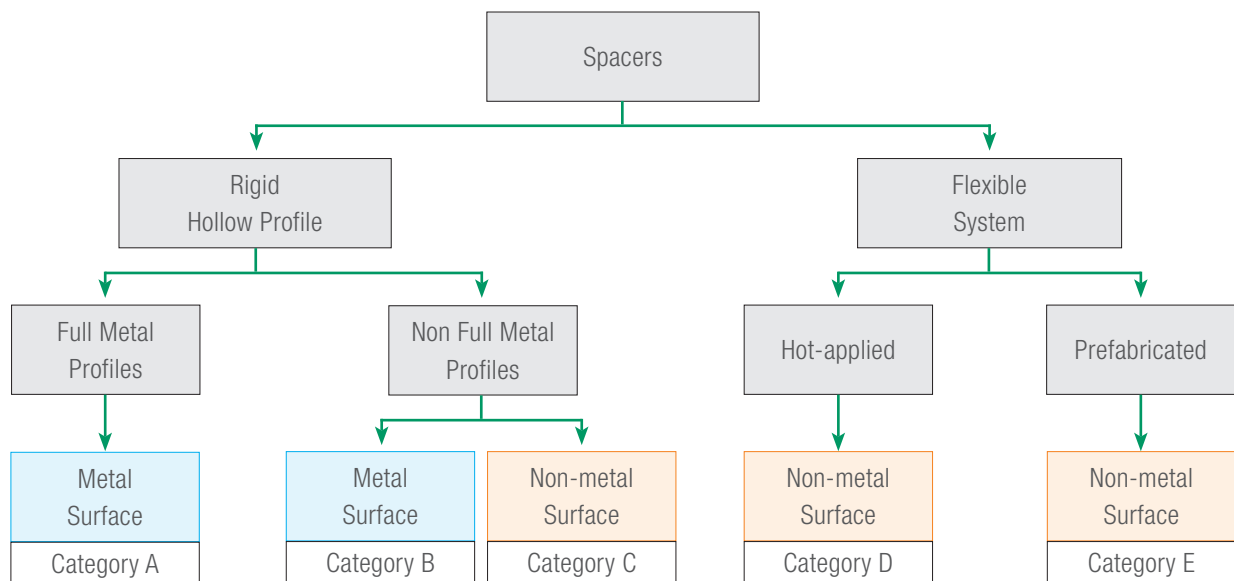 Spacers
Rigid
Hollow Profile
Flexible
System
Full Metal
Profiles
Non Full Metal
Profiles
Hot-applied
Prefabricated
Metal
Surface
Category A
Metal
Surface
Category B
Non-metal
Surface
Category C
Non-metal
Surface
Category D
Non-metal
Surface
Category E